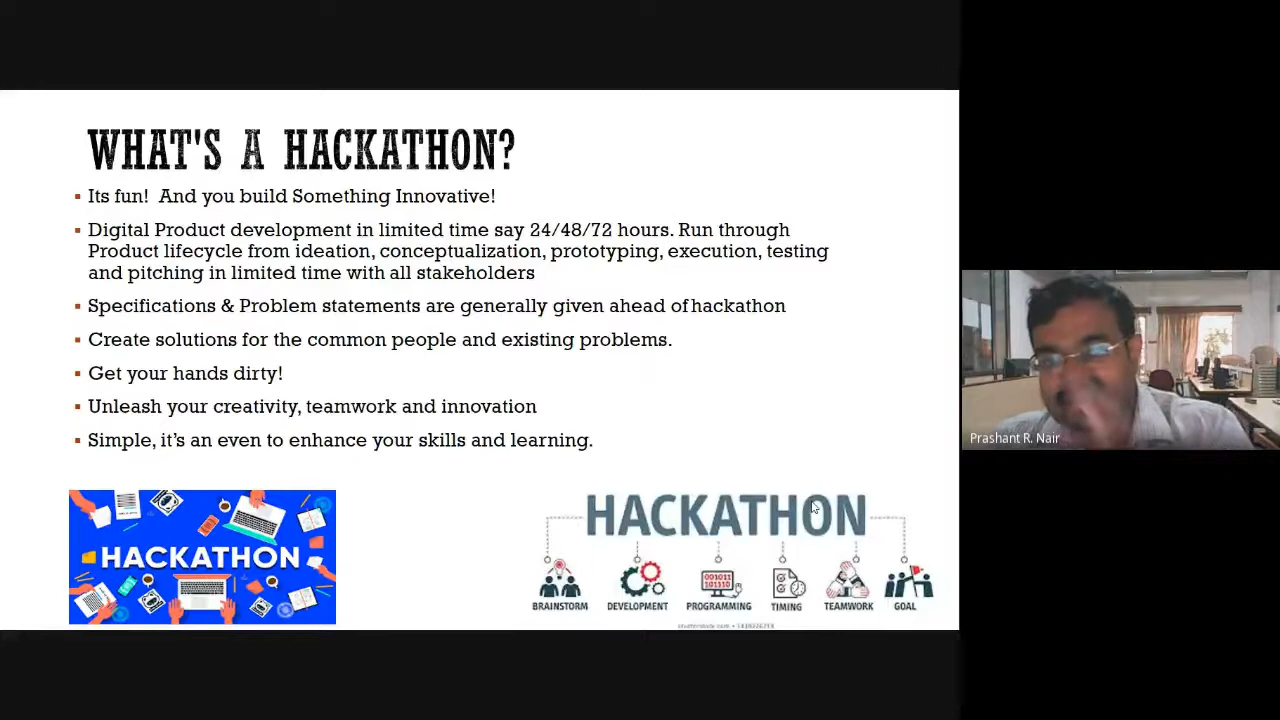 WHAT'S A HACKATHON?
▪ Its fun!  And you build Something Innovative!
▪ Digital Product development in limited time say 24/48/72 hours. Run through
Product lifecycle from ideation, conceptualization, prototyping, execution, testing
and pitching in limited time with all stakeholders
▪ Specifications & Problem statements are generally given ahead of hackathon
▪ Create solutions for the common people and existing problems.
▪ Get your hands dirty!
▪ Unleash your creativity, teamwork and innovation
▪ Simple, it's an even to enhance your skills and learning.
HACKATHON
HACKATHON
001011
101110
BRAINSTORM DEVELOPMENT PROGRAMMING TIMING TEAMWORK GOAL
Prashant R. Nair